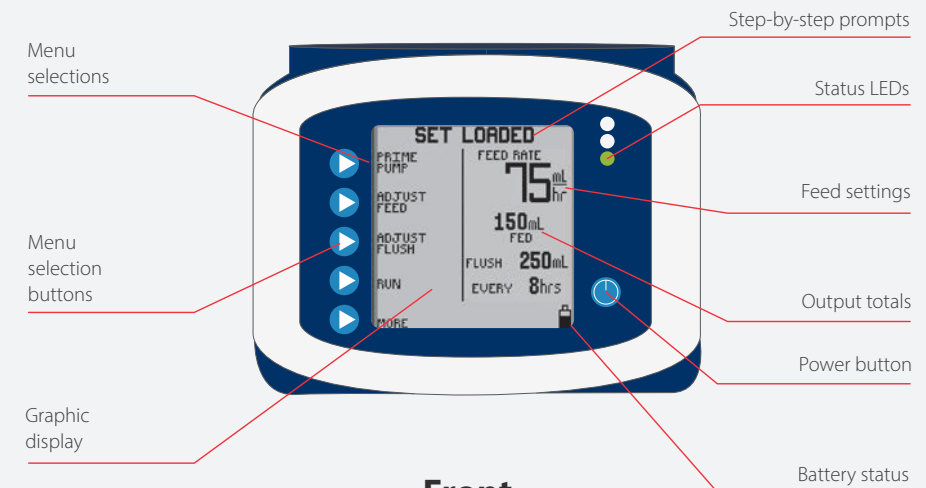 Step-by-step prompts
Menu
selections
Status LEDs
SET LOADED
PRIME
PUMP
FEED RATE
75 mL
hr
Feed settings
ADJUST
FEED
150mL
FED
Menu
selection
buttons
ADJUST
FLUSH
FLUSH 250mL
RUN
EVERY 8hrs
Output totals
MORE
Power button
Graphic
display
Battery status
Front